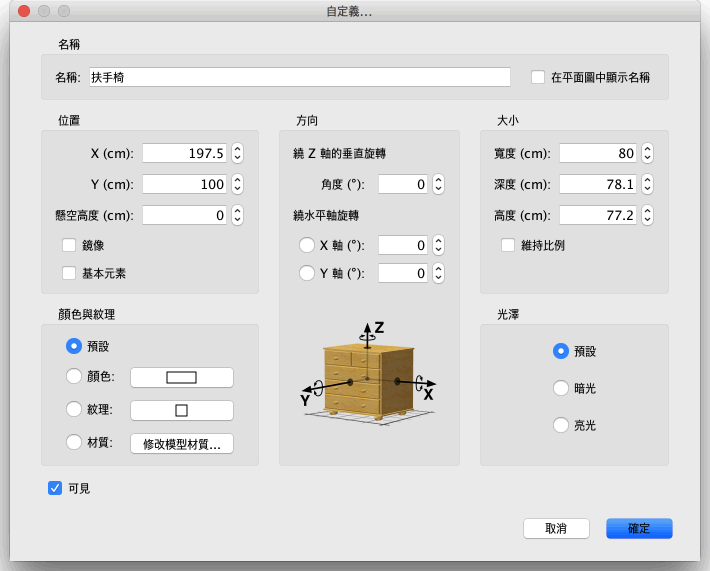 自定義...
名稱
名稱: 扶手椅 在平面圖中顯示名稱
位置
X (cm): 197.5
Y (cm): 100
懸空高度 (cm): 0
鏡像
基本元素
方向
繞 Z 軸的垂直旋轉
角度 (°): 0
繞水平軸旋轉
X 軸 (°): 0
Y 軸 (°): 0
Z
Y
X
大小
寬度 (cm): 80
深度 (cm): 78.1
高度 (cm): 77.2
維持比例
顏色與紋理
預設
顏色:
紋理:
材質: 修改模型材質...
光澤
預設
暗光
亮光
可見
取消 確定